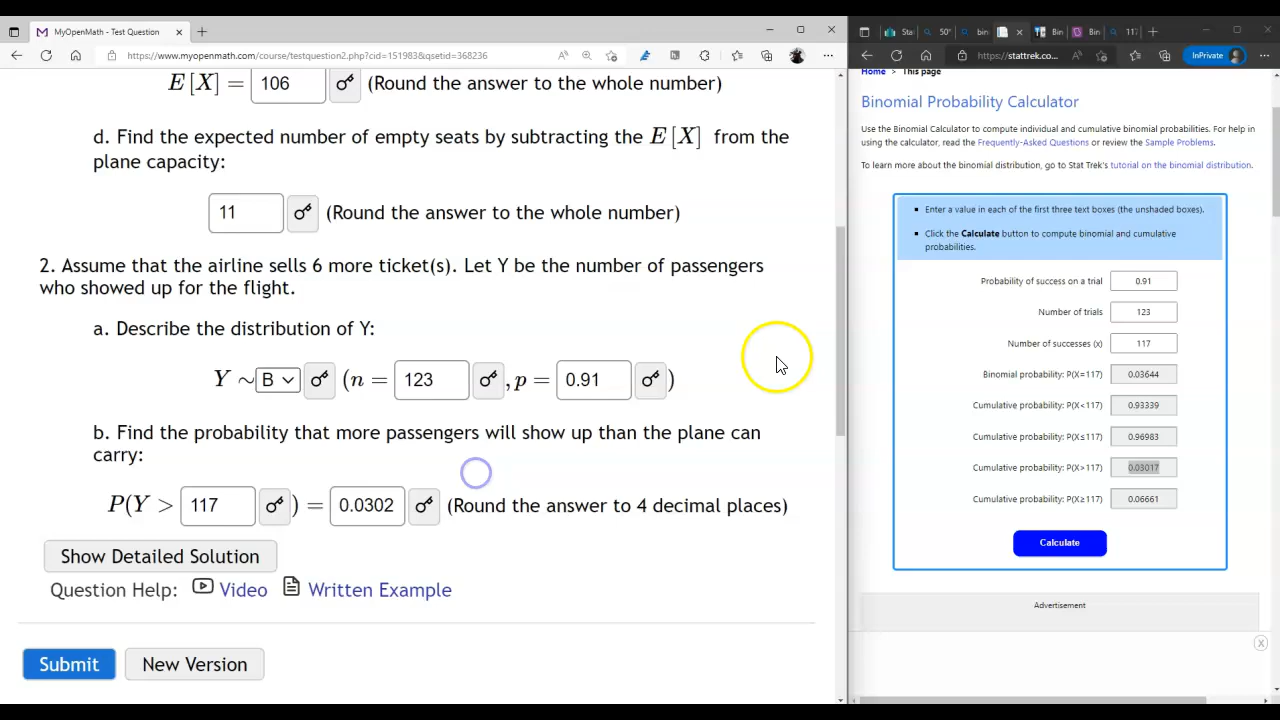 MyOpenMath - Test Question
https://www.myopenmath.com/course/testquestion2.php?cid=151983&qsetid=368236
E[X] = 106 (Round the answer to the whole number)
d. Find the expected number of empty seats by subtracting the E[X] from the
plane capacity:
11 (Round the answer to the whole number)
2. Assume that the airline sells 6 more ticket(s). Let Y be the number of passengers
who showed up for the flight.
a. Describe the distribution of Y:
Y ~ B (n = 123 , p = 0.91 )
b. Find the probability that more passengers will show up than the plane can
carry:
P(Y > 117 ) = 0.0302 (Round the answer to 4 decimal places)
Show Detailed Solution
Question Help: Video Written Example
Submit New Version
Sta 50° bin Bin Bin 117
https://stattrek.co... InPrivate
Home > This page
Binomial Probability Calculator
Use the Binomial Calculator to compute individual and cumulative binomial probabilities. For help in
using the calculator, read the Frequently-Asked Questions or review the Sample Problems.
To learn more about the binomial distribution, go to Stat Trek's tutorial on the binomial distribution.
Enter a value in each of the first three text boxes (the unshaded boxes).
Click the Calculate button to compute binomial and cumulative
probabilities.
Probability of success on a trial 0.91
Number of trials 123
Number of successes (x) 117
Binomial probability: P(X=117) 0.03644
Cumulative probability: P(X<117) 0.93339
Cumulative probability: P(X≤117) 0.96983
Cumulative probability: P(X>117) 0.03017
Cumulative probability: P(X≥117) 0.06661
Calculate
Advertisement